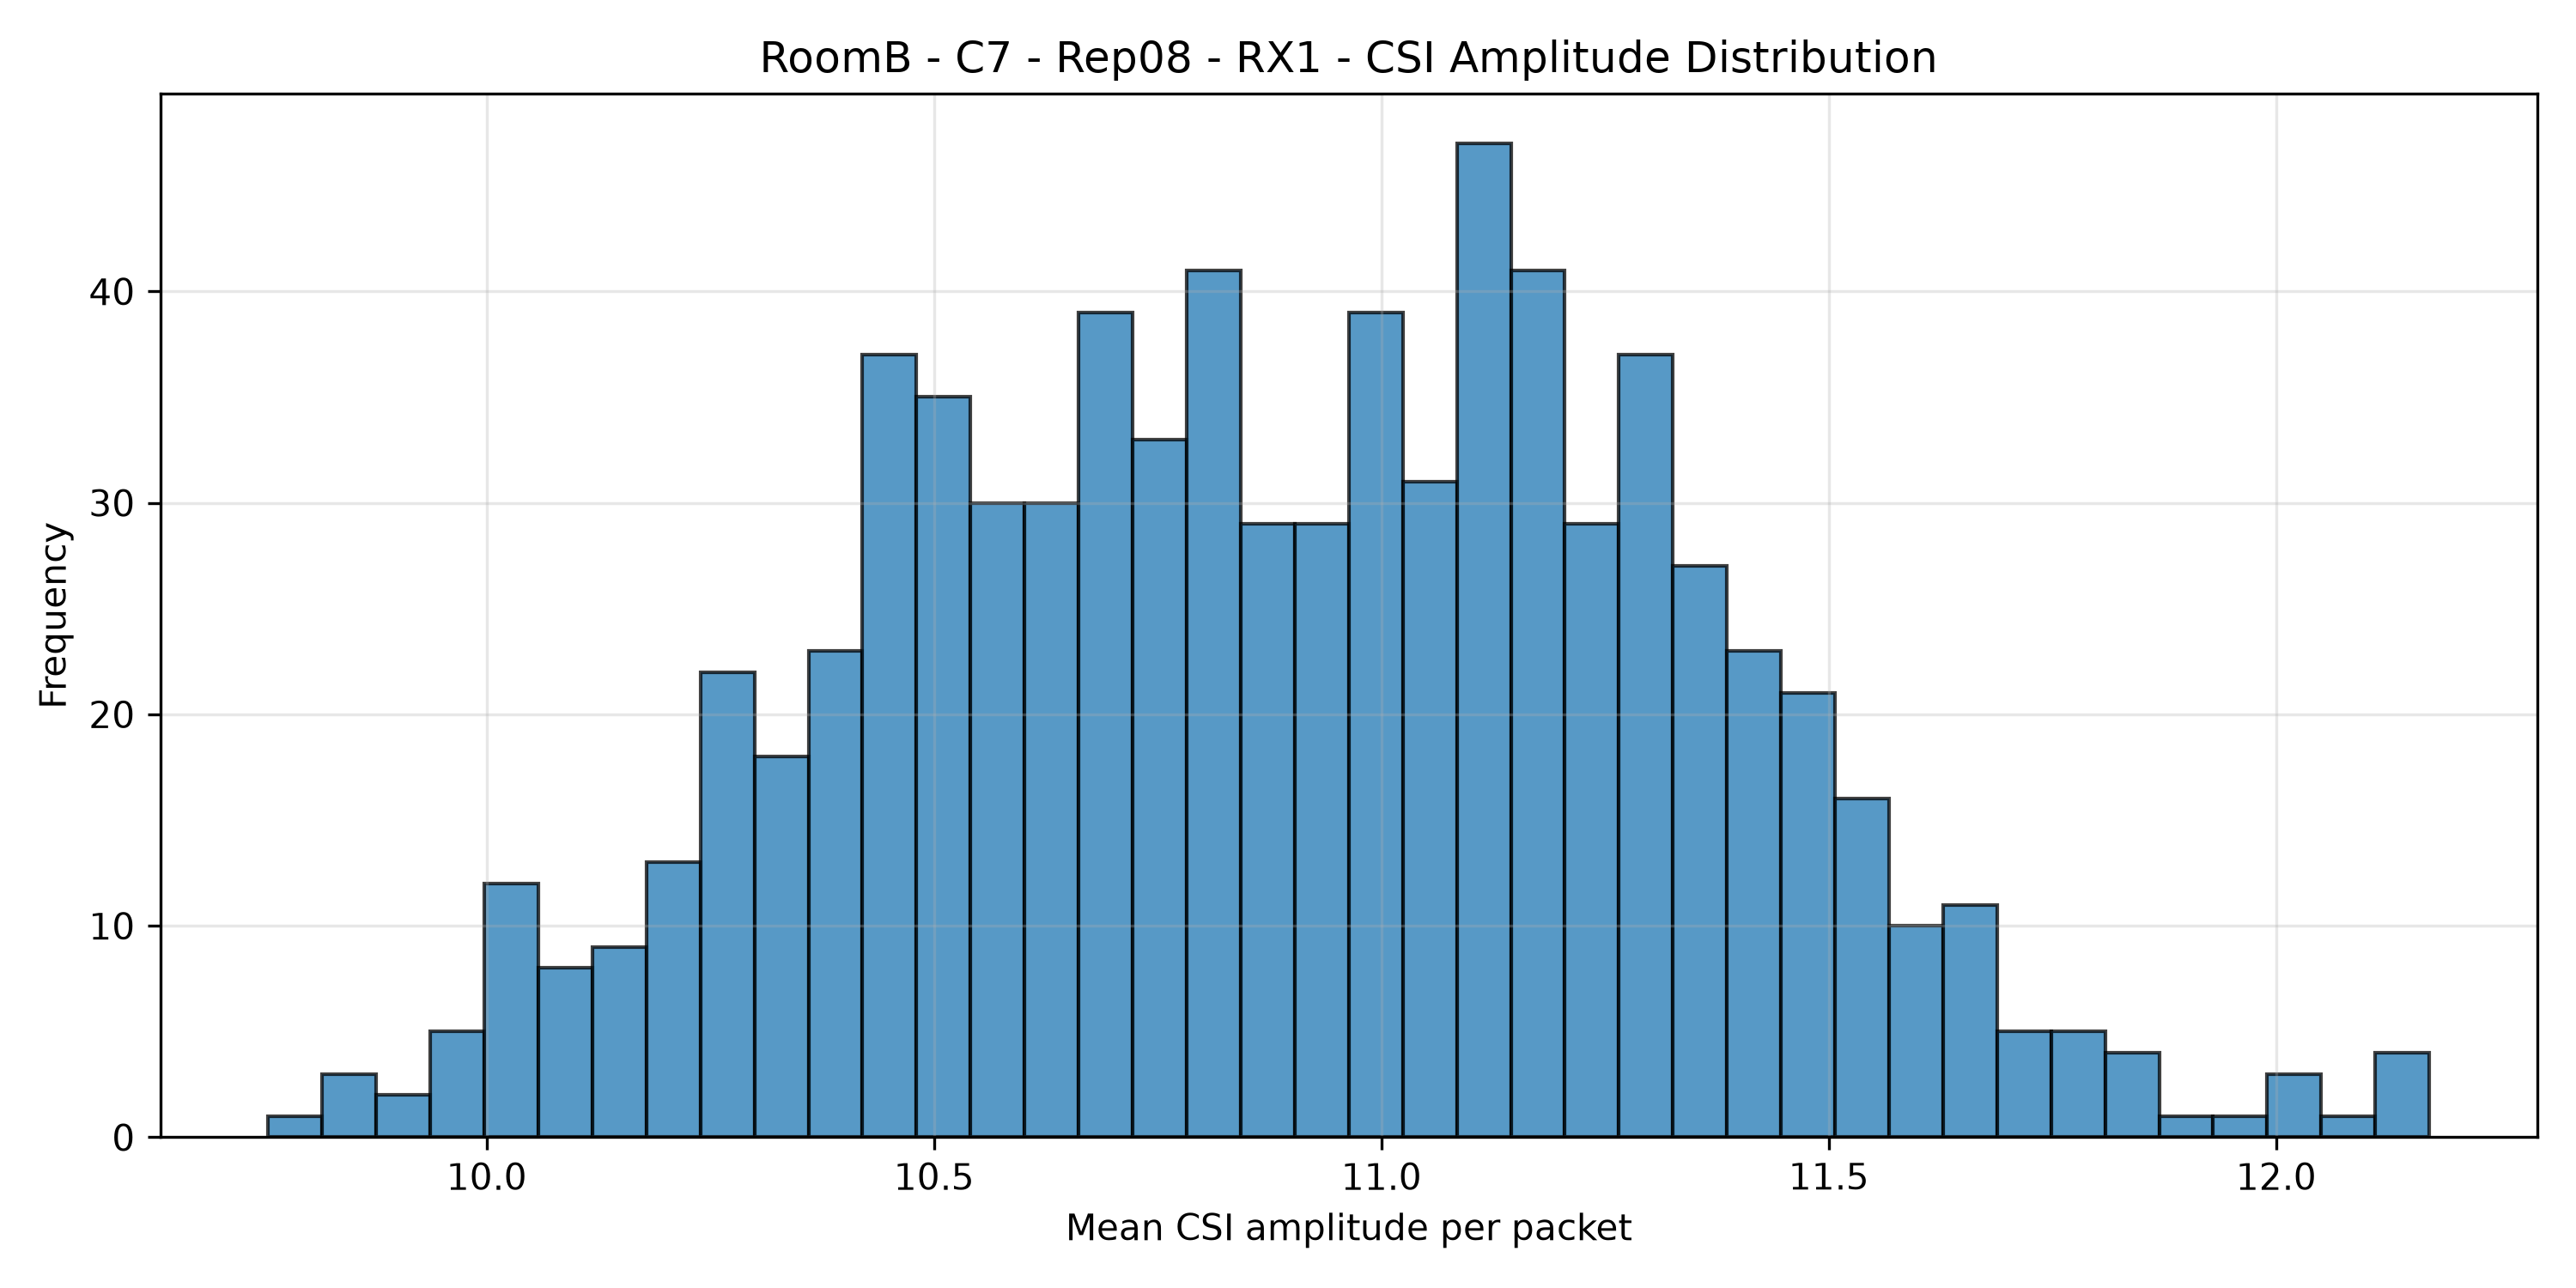 RoomB - C7 - Rep08 - RX1 - CSI Amplitude Distribution
Frequency
40
30
20
10
0
10.0 10.5 11.0 11.5 12.0
Mean CSI amplitude per packet